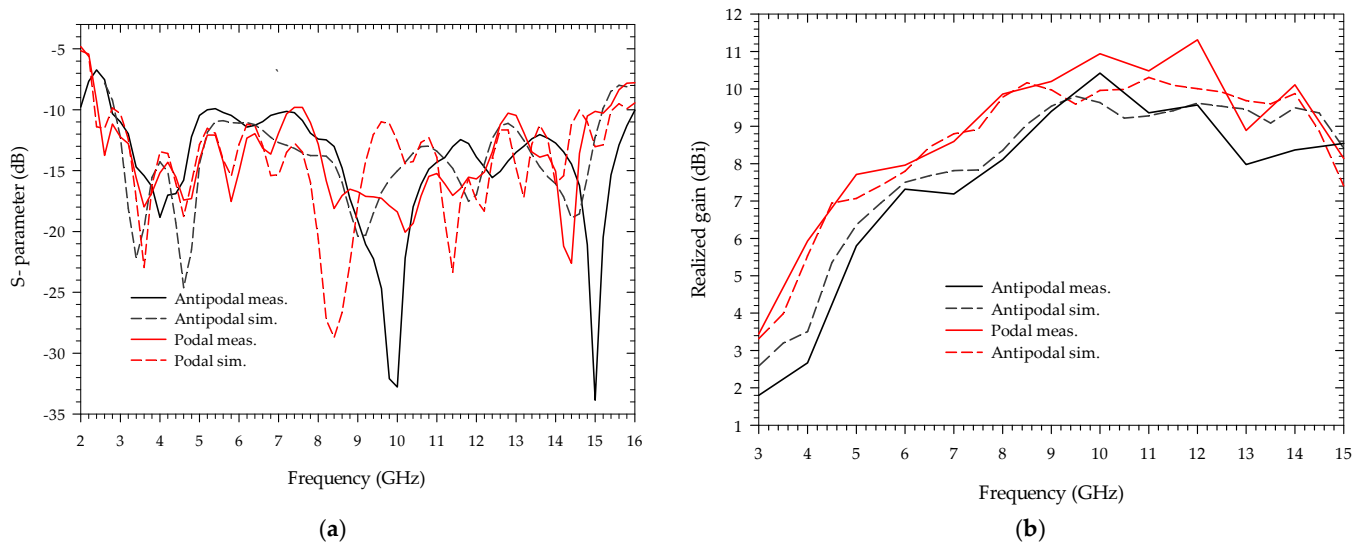 -5
-10
-15
-20
-25
-30
-35
S- parameter (dB)
Antipodal meas.
Antipodal sim.
Podal meas.
Podal sim.
2 3 4 5 6 7 8 9 10 11 12 13 14 15 16
Frequency (GHz)
(a)
12
11
10
9
8
7
6
5
4
3
2
1
Realized gain (dBi)
Antipodal meas.
Antipodal sim.
Podal meas.
Antipodal sim.
3 4 5 6 7 8 9 10 11 12 13 14 15
Frequency (GHz)
(b)